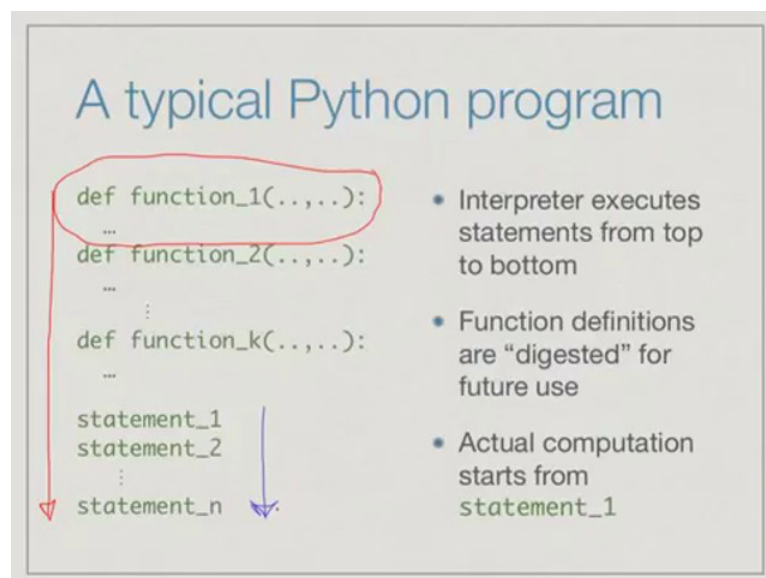 A typical Python program
def function_1(..,..):
…
def function_2(..,..):
…
⋮
def function_k(..,..):
…
statement_1
statement_2
⋮
statement_n
• Interpreter executes
statements from top
to bottom
• Function definitions
are “digested” for
future use
• Actual computation
starts from
statement_1